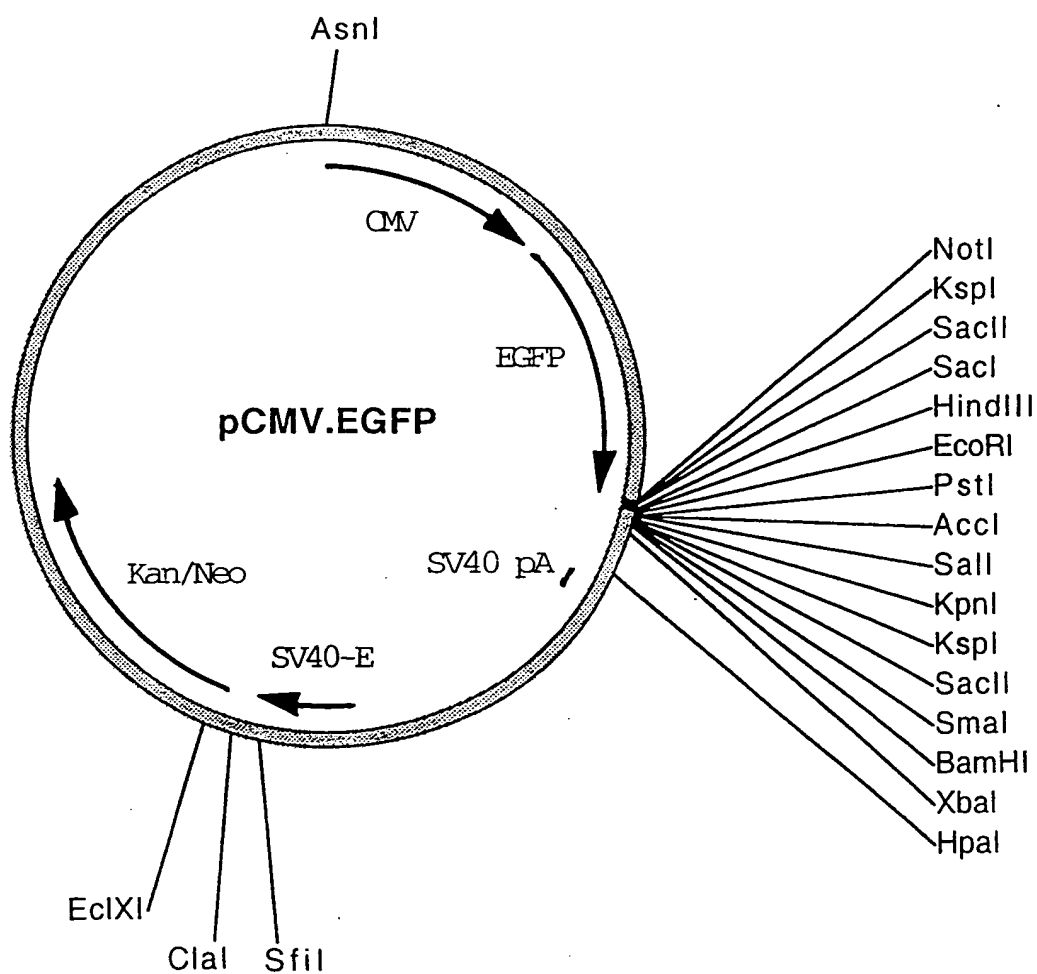 AsnI
CMV
EGFP
pCMV.EGFP
Kan/Neo
SV40 pA
SV40-E
NotI
KspI
SacII
SacI
HindIII
EcoRI
PstI
AccI
SalI
KpnI
KspI
SacII
SmaI
BamHI
XbaI
HpaI
EclXI
ClaI
SfiI